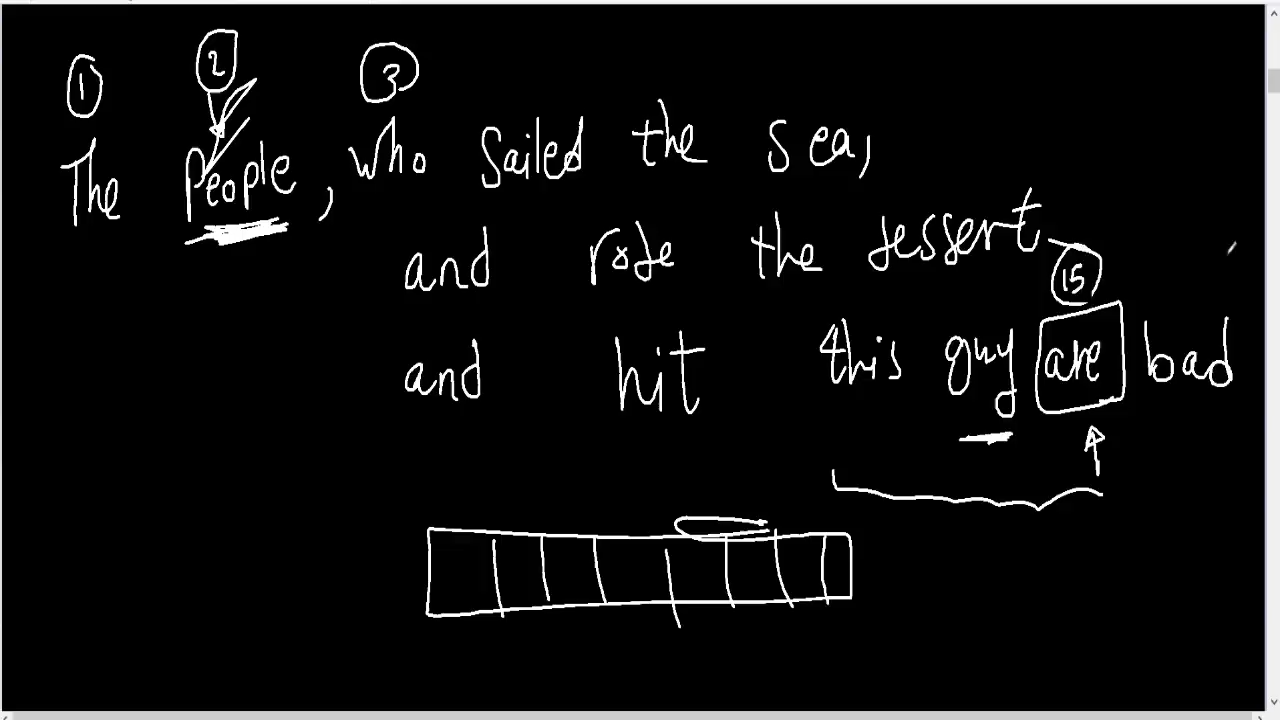 1 2 3
The People, who sailed the sea,
and rode the dessert
15
and hit this guy are bad